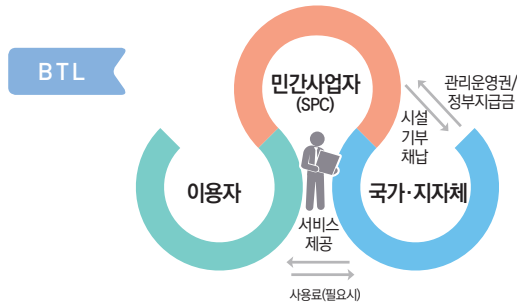 BTL
민간사업자
(SPC)
관리운영권/
정부지급금
시설
기부
채납
이용자
국가·지자체
서비스
제공
사용료(필요시)